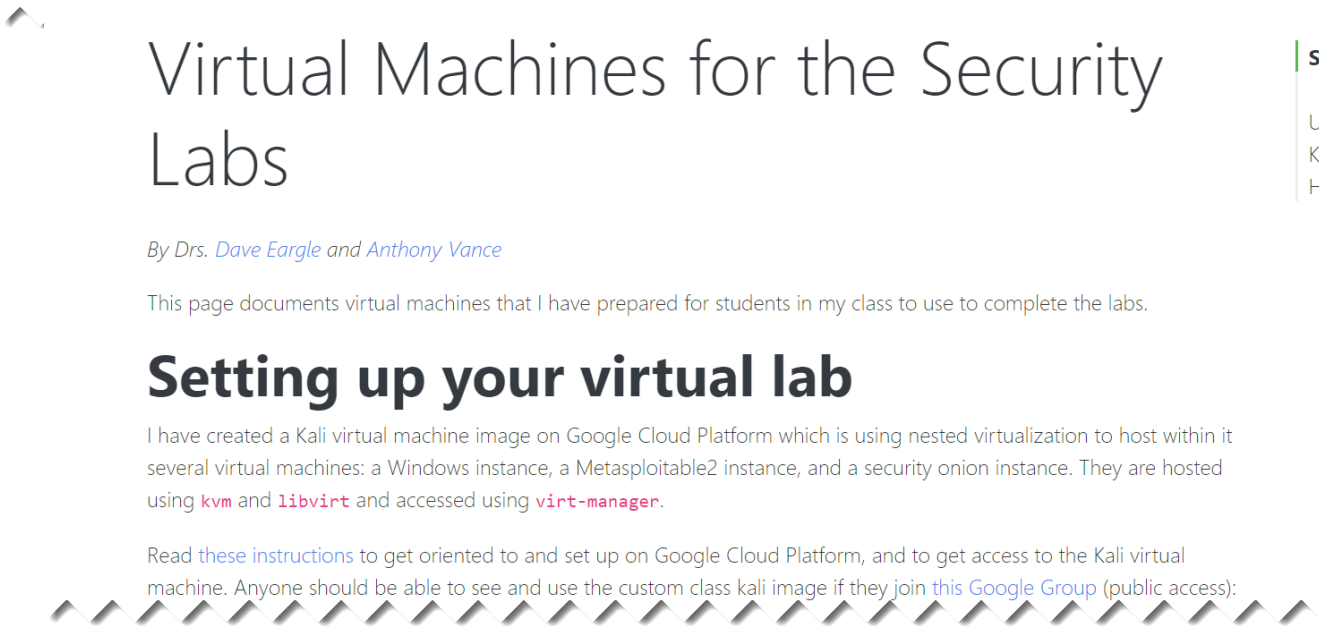 Virtual Machines for the Security
Labs
By Drs. Dave Eargle and Anthony Vance
This page documents virtual machines that I have prepared for students in my class to use to complete the labs.
Setting up your virtual lab
I have created a Kali virtual machine image on Google Cloud Platform which is using nested virtualization to host within it
several virtual machines: a Windows instance, a Metasploitable2 instance, and a security onion instance. They are hosted
using kvm and libvirt and accessed using virt-manager.
Read these instructions to get oriented to and set up on Google Cloud Platform, and to get access to the Kali virtual
machine. Anyone should be able to see and use the custom class kali image if they join this Google Group (public access):